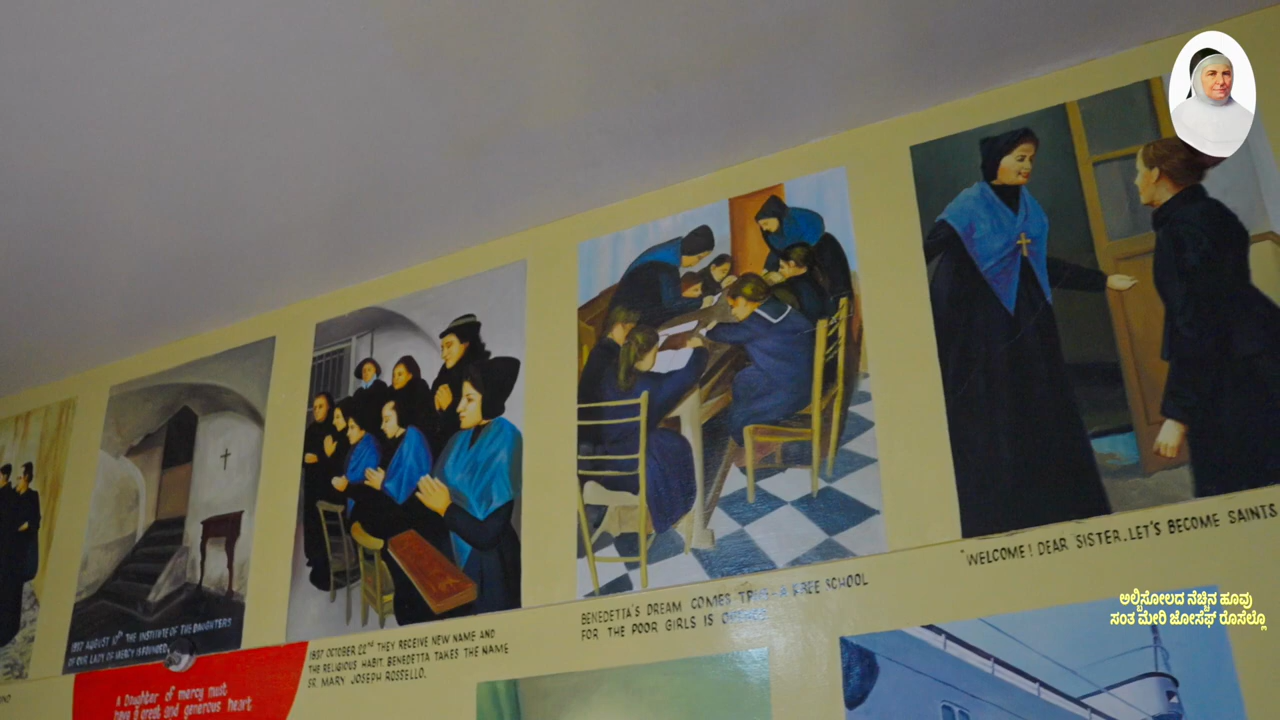 1837 AUGUST 10TH THE INSTITUTE OF THE DAUGHTERS
OF OUR LADY OF MERCY IS FOUNDED
1837 OCTOBER 22ND THEY RECEIVE NEW NAME AND
THE RELIGIOUS HABIT. BENEDETTA TAKES THE NAME
SR. MARY JOSEPH ROSSELLO.
BENEDETTA'S DREAM COMES TRUE - A FREE SCHOOL
FOR THE POOR GIRLS IS OPENED
"WELCOME! DEAR SISTER. LET'S BECOME SAINTS
A Daughter of mercy must
have a great and generous heart
ಅಲ್ಬಿಸೋಲದ ನೆಚ್ಚಿನ ಹೂವು
ಸಂತ ಮೇರಿ ಜೋಸೆಫ್ ರೊಸೆಲ್ಲೊ